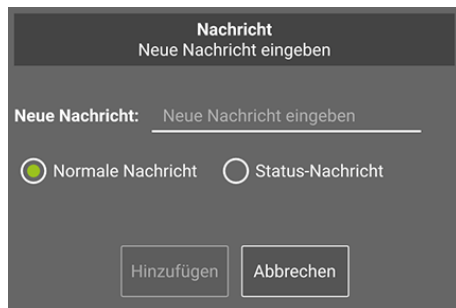 Nachricht
Neue Nachricht eingeben
Neue Nachricht: Neue Nachricht eingeben
Normale Nachricht Status-Nachricht
Hinzufügen Abbrechen